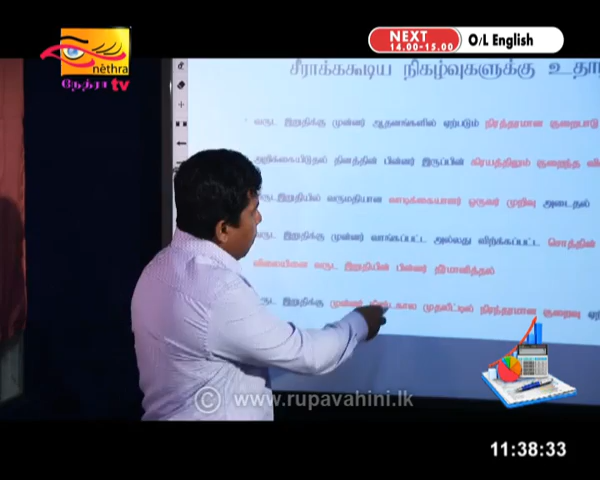 NEXT
14.00-15.00
O/L English
nethra
நேத்ரா tv
சீராக்ககூடிய நிகழ்வுகளுக்கு உதா
வருட இறுதிக்கு முன்னர் ஆதனங்களில் ஏற்படும் நிரந்தரமான குறைபாடு
அறிக்கையிடுதல் தினத்தின் பின்னர் இருப்பின் கிரயத்திலும் குறைந்த வி
வருட இறுதியில் வருமதியான வாடிக்கையாளர் ஒருவர் முறிவு அடைதல்
வருட இறுதிக்கு முன்னர் வாங்கப்பட்ட அல்லது விற்க்கப்பட்ட சொத்தின்
விலையினை வருட இறுதியின் பின்னர் தீர்மானித்தல்
வருட இறுதிக்கு முன்னர் நீண்டகால முதலீட்டில் நிரந்தரமான குறைவு ஏற்
© www.rupavahini.lk
11:38:33